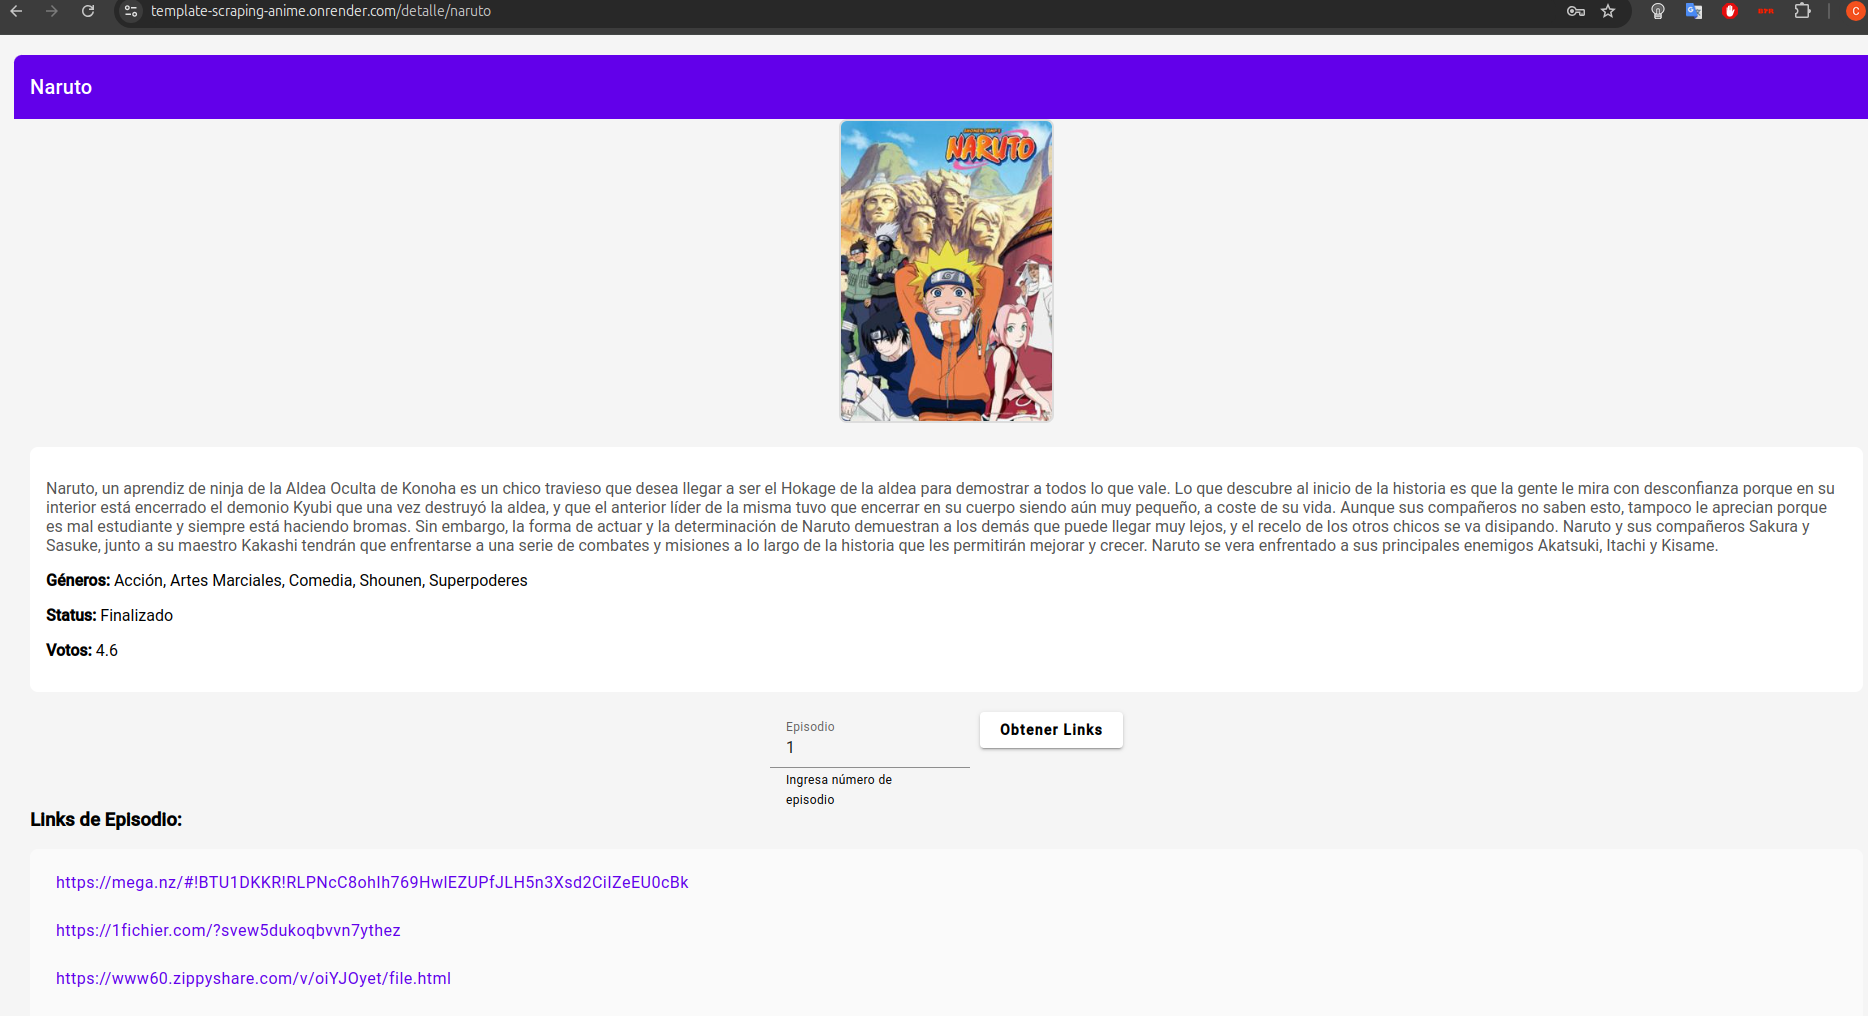 template-scraping-anime.onrender.com/detalle/naruto
C
Naruto
NARUTO
Naruto, un aprendiz de ninja de la Aldea Oculta de Konoha es un chico travieso que desea llegar a ser el Hokage de la aldea para demostrar a todos lo que vale. Lo que descubre al inicio de la historia es que la gente le mira con desconfianza porque en su
interior está encerrado el demonio Kyubi que una vez destruyó la aldea, y que el anterior líder de la misma tuvo que encerrar en su cuerpo siendo aún muy pequeño, a coste de su vida. Aunque sus compañeros no saben esto, tampoco le aprecian porque
es mal estudiante y siempre está haciendo bromas. Sin embargo, la forma de actuar y la determinación de Naruto demuestran a los demás que puede llegar muy lejos, y el recelo de los otros chicos se va disipando. Naruto y sus compañeros Sakura y
Sasuke, junto a su maestro Kakashi tendrán que enfrentarse a una serie de combates y misiones a lo largo de la historia que les permitirán mejorar y crecer. Naruto se vera enfrentado a sus principales enemigos Akatsuki, Itachi y Kisame.
Géneros: Acción, Artes Marciales, Comedia, Shounen, Superpoderes
Status: Finalizado
Votos: 4.6
Episodio
1
Obtener Links
Ingresa número de
episodio
Links de Episodio:
https://mega.nz/#!BTU1DKKR!RLPNcC8ohIh769HwlEZUPfJLH5n3Xsd2CiIZeEU0cBk
https://1fichier.com/?svew5dukoqbvvn7ythez
https://www60.zippyshare.com/v/oiYJOyet/file.html